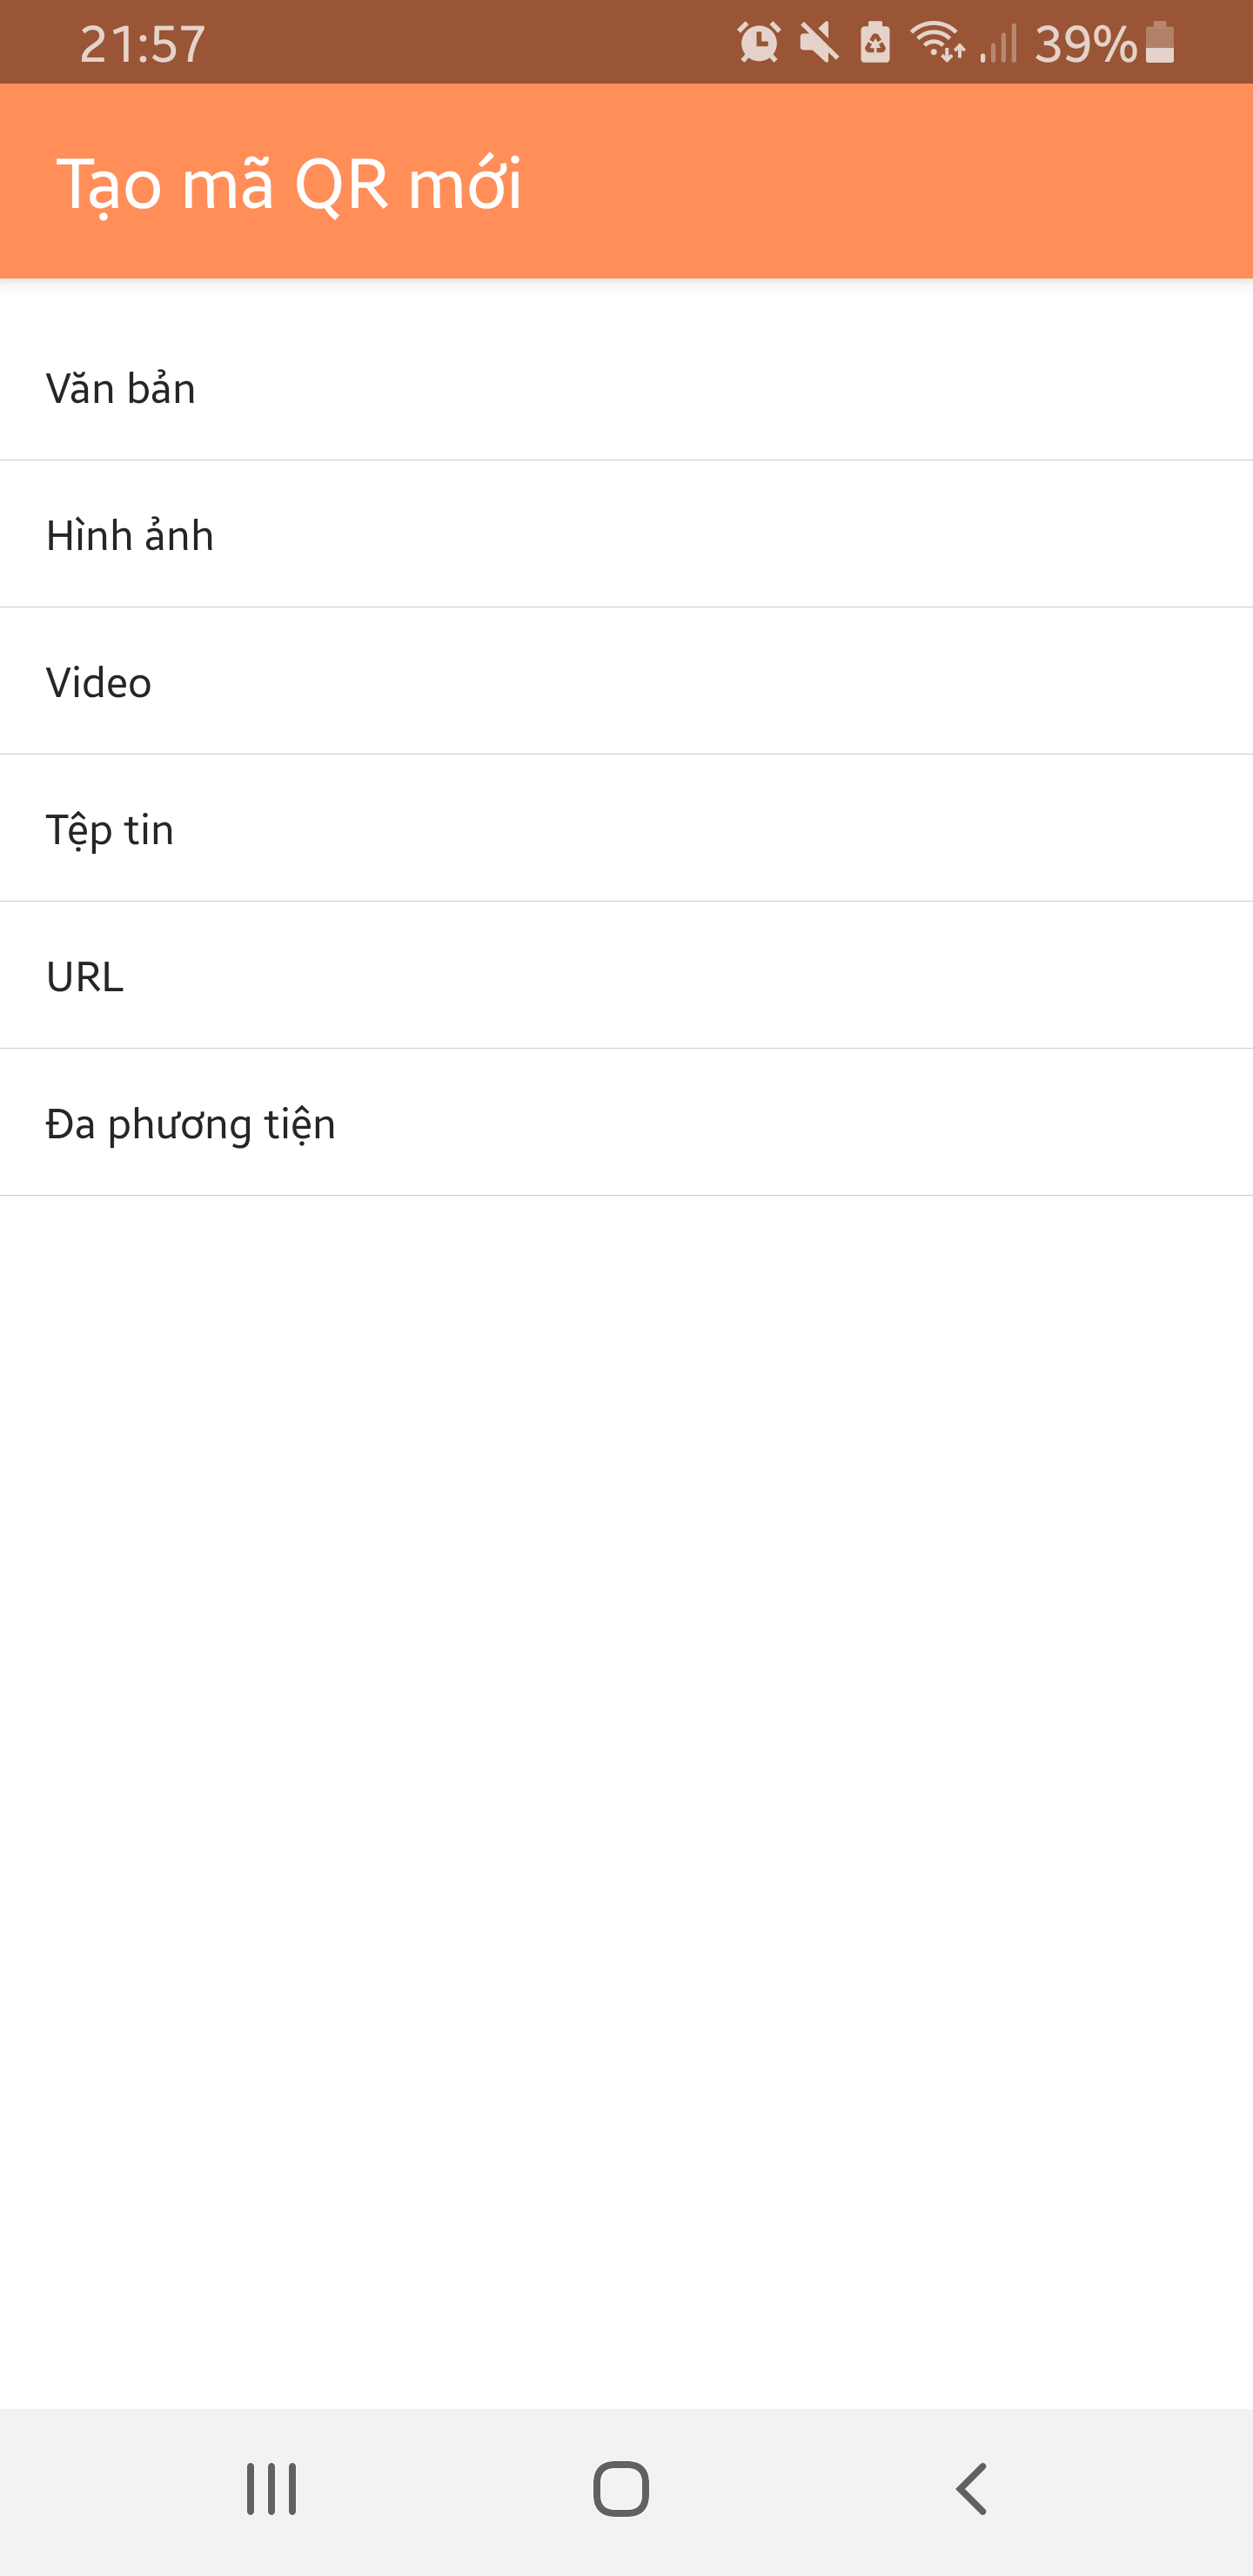 21:57 39%
Tạo mã QR mới
Văn bản
Hình ảnh
Video
Tệp tin
URL
Đa phương tiện